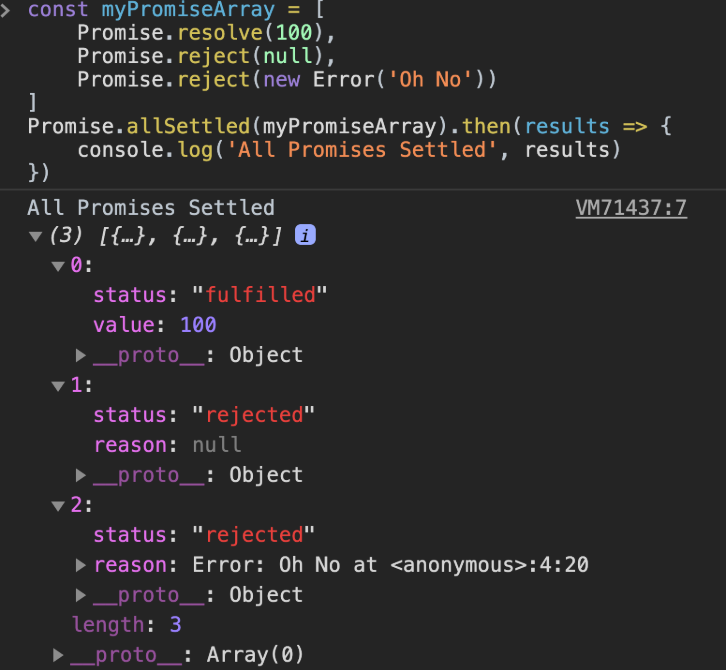 > const myPromiseArray = [
    Promise.resolve(100),
    Promise.reject(null),
    Promise.reject(new Error('Oh No'))
]
Promise.allSettled(myPromiseArray).then(results => {
    console.log('All Promises Settled', results)
})
All Promises Settled VM71437:7
▼(3) [{…}, {…}, {…}] i
▼0:
status: "fulfilled"
value: 100
▶__proto__: Object
▼1:
status: "rejected"
reason: null
▶__proto__: Object
▼2:
status: "rejected"
▶reason: Error: Oh No at <anonymous>:4:20
▶__proto__: Object
length: 3
▶__proto__: Array(0)